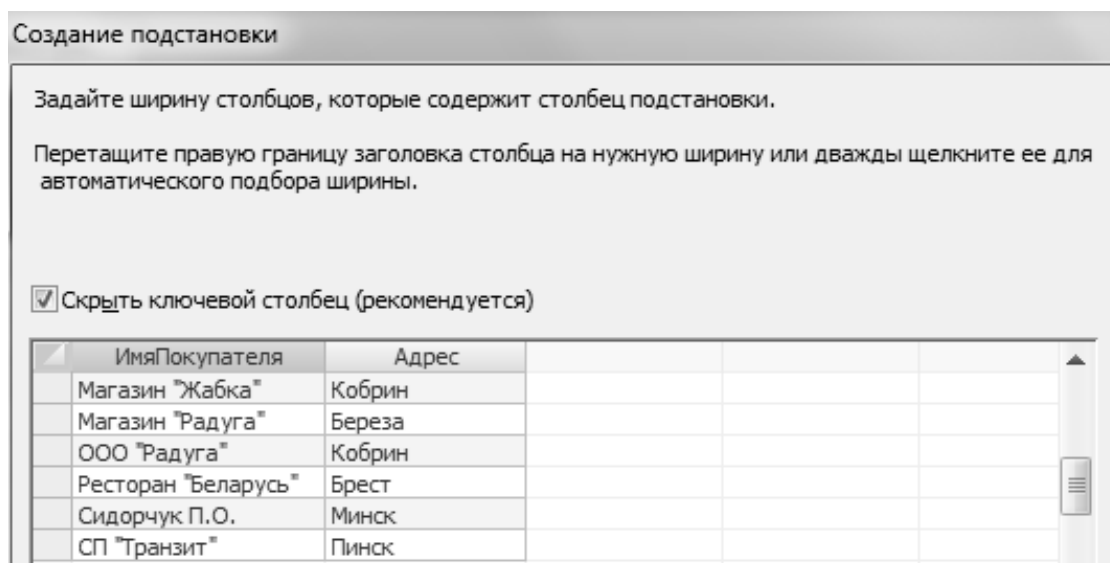 Создание подстановки
Задайте ширину столбцов, которые содержит столбец подстановки.
Перетащите правую границу заголовка столбца на нужную ширину или дважды щелкните ее для
автоматического подбора ширины.
Скрыть ключевой столбец (рекомендуется)
ИмяПокупателя Адрес
Магазин "Жабка" Кобрин
Магазин "Радуга" Береза
ООО "Радуга" Кобрин
Ресторан "Беларусь" Брест
Сидорчук П.О. Минск
СП "Транзит" Пинск